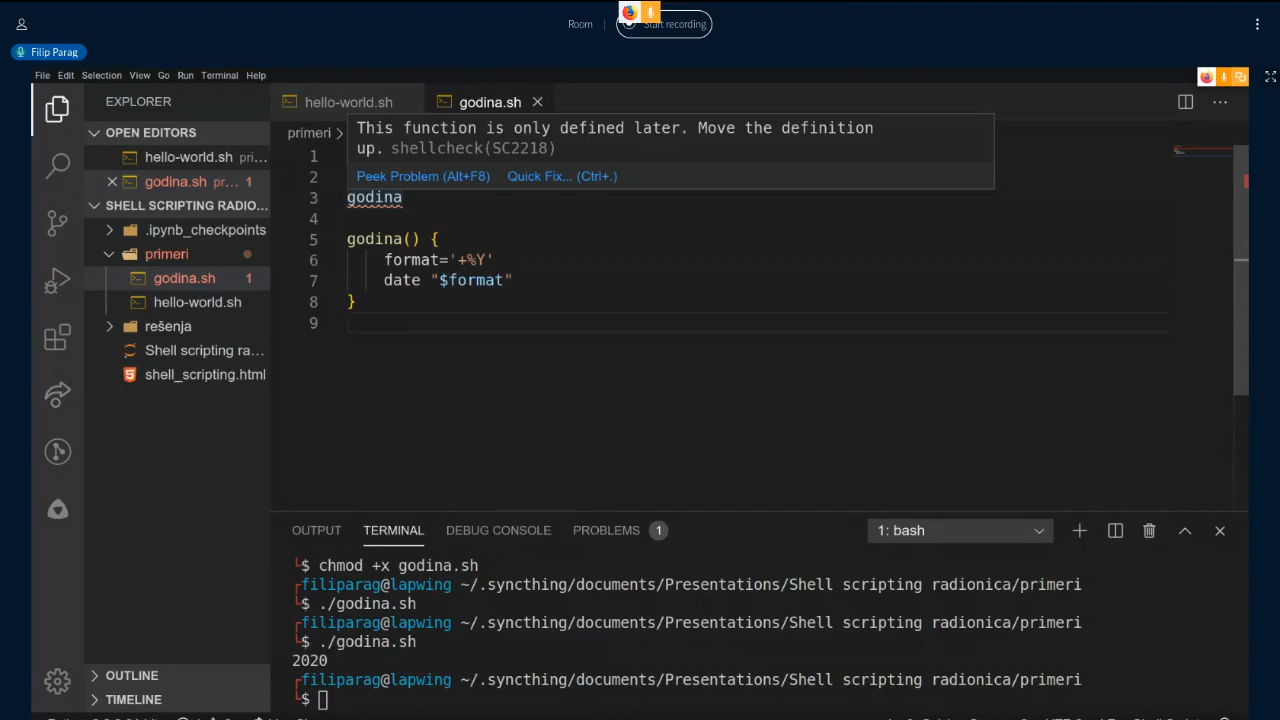 Room
Start recording
Filip Parag
File Edit Selection View Go Run Terminal Help
EXPLORER
hello-world.sh
godina.sh
OPEN EDITORS
hello-world.sh pri...
godina.sh pr... 1
SHELL SCRIPTING RADIO...
.ipynb_checkpoints
primeri
godina.sh 1
hello-world.sh
rešenja
Shell scripting ra...
shell_scripting.html
OUTLINE
TIMELINE
primeri
This function is only defined later. Move the definition
up. shellcheck(SC2218)
Peek Problem (Alt+F8) Quick Fix... (Ctrl+.)
1
2
3 godina
4
5 godina() {
6 format='+%Y'
7 date "$format"
8 }
9
OUTPUT TERMINAL DEBUG CONSOLE PROBLEMS 1
1: bash
$ chmod +x godina.sh
filiparag@lapwing ~/.syncthing/documents/Presentations/Shell scripting radionica/primeri
$ ./godina.sh
filiparag@lapwing ~/.syncthing/documents/Presentations/Shell scripting radionica/primeri
$ ./godina.sh
2020
filiparag@lapwing ~/.syncthing/documents/Presentations/Shell scripting radionica/primeri
$